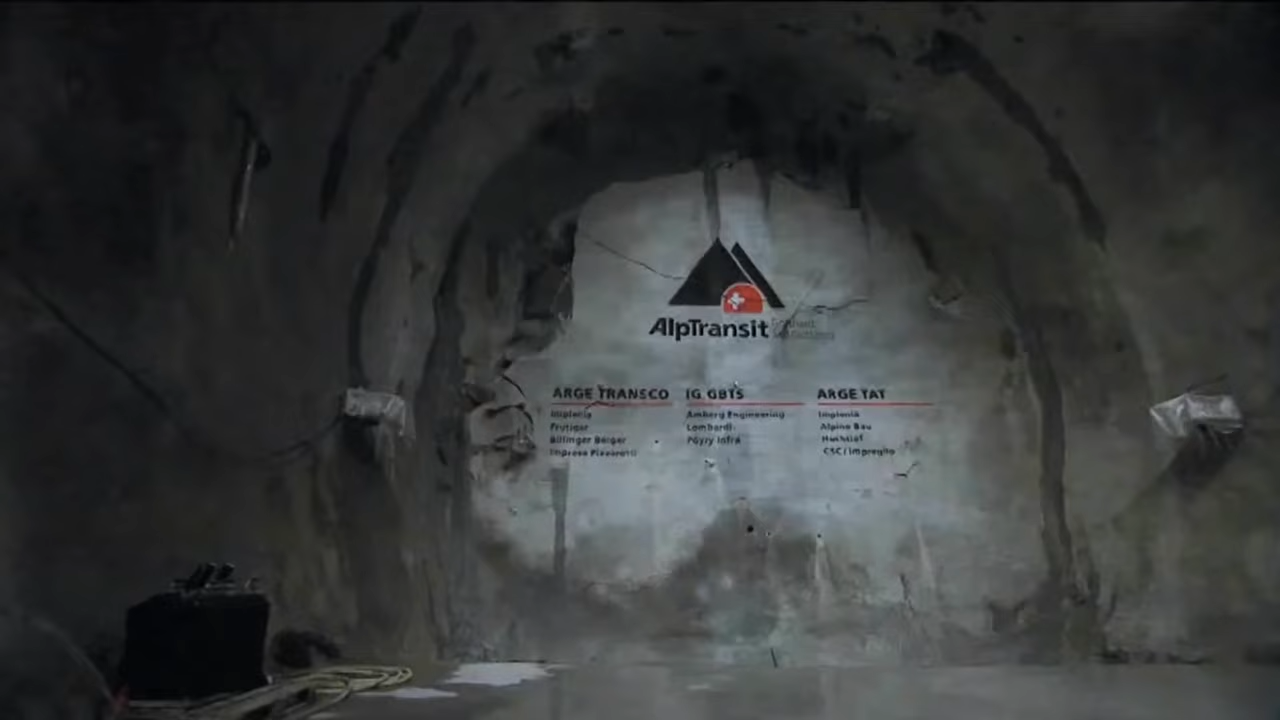 AlpTransit
ARGE TRANSCO
Implenia
Frutiger
Bilfinger Berger
Impresa Pizzarotti
IG GBTS
Amberg Engineering
Lombardi
Pöyry Infra
ARGE TAT
Implenia
Alpine Bau
Hochtief
CSC / Impregilo